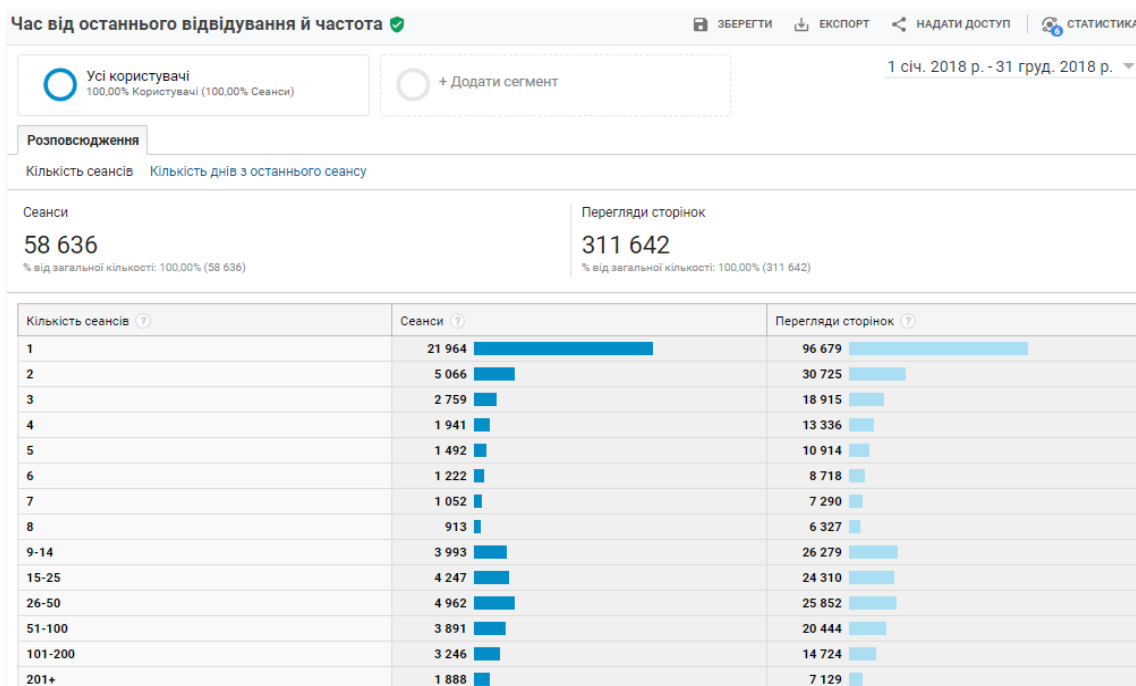 Час від останнього відвідування й частота
ЗБЕРЕГТИ ЕКСПОРТ НАДАТИ ДОСТУП 6 СТАТИСТИКА
Усі користувачі
100,00% Користувачі (100,00% Сеанси)
+ Додати сегмент
1 січ. 2018 р. - 31 груд. 2018 р.
Розповсюдження
Кількість сеансів Кількість днів з останнього сеансу
Сеанси Перегляди сторінок
58 636 311 642
% від загальної кількості: 100,00% (58 636) % від загальної кількості: 100,00% (311 642)
Кількість сеансів ? Сеанси ? Перегляди сторінок ?
1 21 964 96 679
2 5 066 30 725
3 2 759 18 915
4 1 941 13 336
5 1 492 10 914
6 1 222 8 718
7 1 052 7 290
8 913 6 327
9-14 3 993 26 279
15-25 4 247 24 310
26-50 4 962 25 852
51-100 3 891 20 444
101-200 3 246 14 724
201+ 1 888 7 129